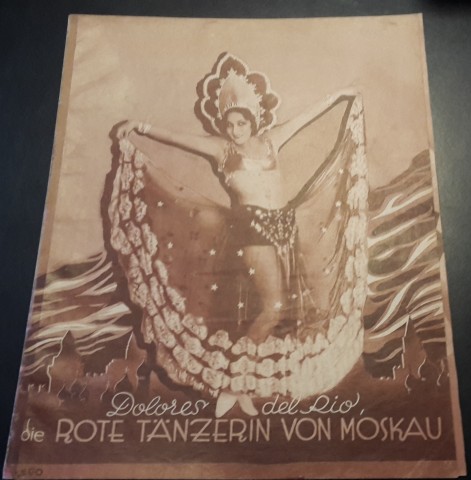 Dolores del Rio,
die ROTE TÄNZERIN VON MOSKAU